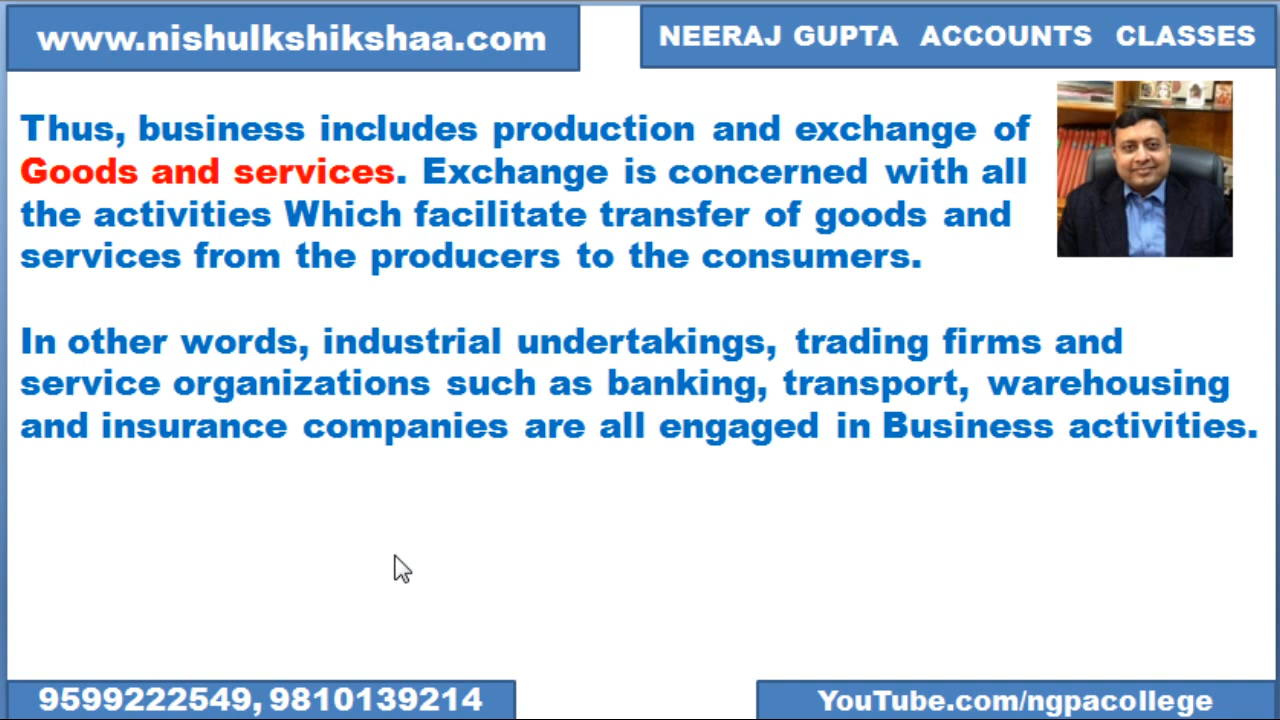 www.nishulkshikshaa.com
NEERAJ GUPTA ACCOUNTS CLASSES
Thus, business includes production and exchange of
Goods and services. Exchange is concerned with all
the activities Which facilitate transfer of goods and
services from the producers to the consumers.
In other words, industrial undertakings, trading firms and
service organizations such as banking, transport, warehousing
and insurance companies are all engaged in Business activities.
9599222549, 9810139214
YouTube.com/ngpacollege